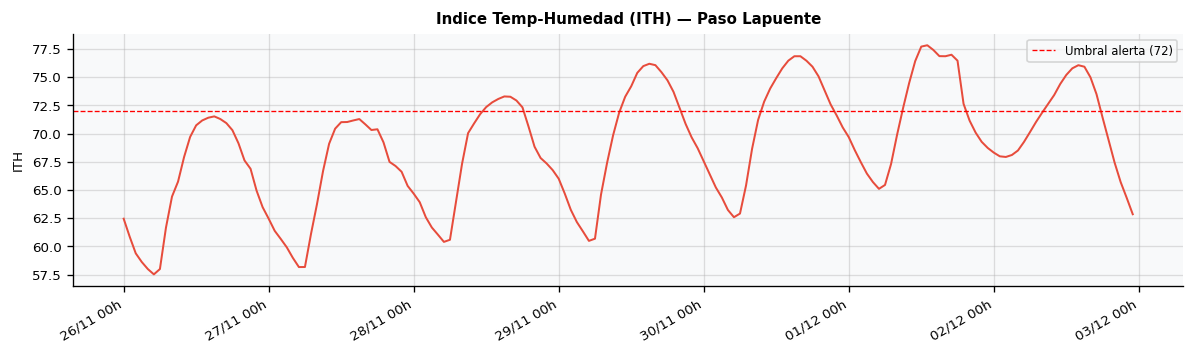 Indice Temp-Humedad (ITH) — Paso Lapuente
Umbral alerta (72)
ITH
77.5
75.0
72.5
70.0
67.5
65.0
62.5
60.0
57.5
26/11 00h
27/11 00h
28/11 00h
29/11 00h
30/11 00h
01/12 00h
02/12 00h
03/12 00h